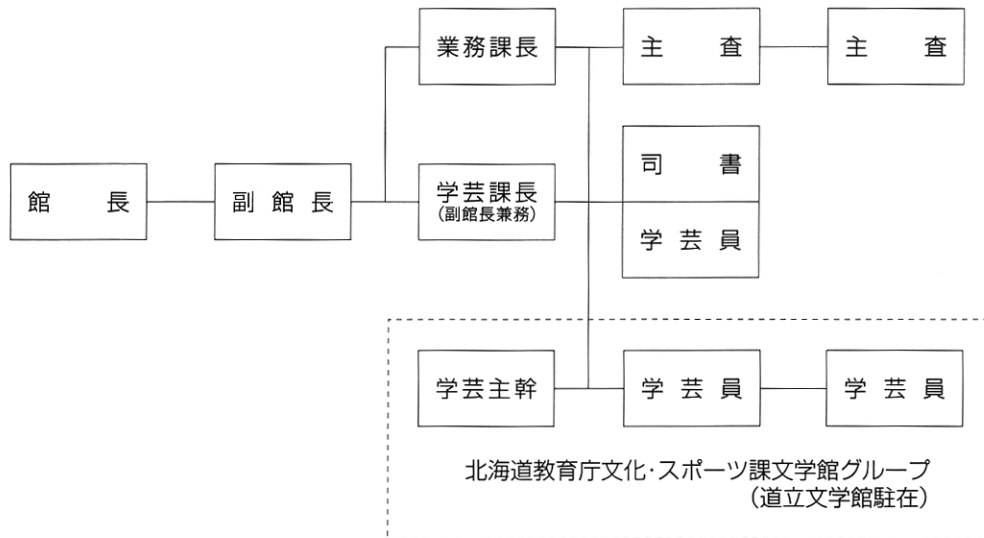 業務課長
主査
主査
館長
副館長
学芸課長
(副館長兼務)
司書
学芸員
学芸主幹
学芸員
学芸員
北海道教育庁文化・スポーツ課文学館グループ
(道立文学館駐在)